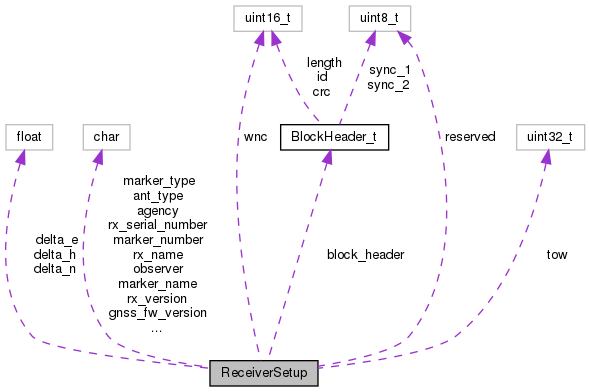 uint16_t
uint8_t
length
id
crc
sync_1
sync_2
float
char
wnc
BlockHeader_t
reserved
uint32_t
marker_type
ant_type
agency
rx_serial_number
marker_number
rx_name
observer
marker_name
rx_version
gnss_fw_version
...
delta_e
delta_h
delta_n
block_header
tow
ReceiverSetup